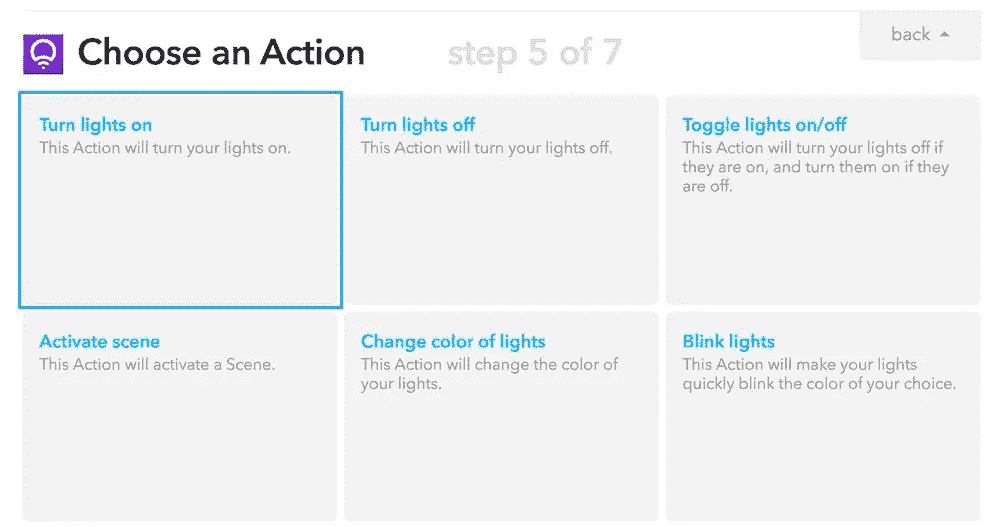 Choose an Action
step 5 of 7
back
Turn lights on
This Action will turn your lights on.
Turn lights off
This Action will turn your lights off.
Toggle lights on/off
This Action will turn your lights off if
they are on, and turn them on if they
are off.
Activate scene
This Action will activate a Scene.
Change color of lights
This Action will change the color of
your lights.
Blink lights
This Action will make your lights
quickly blink the color of your choice.